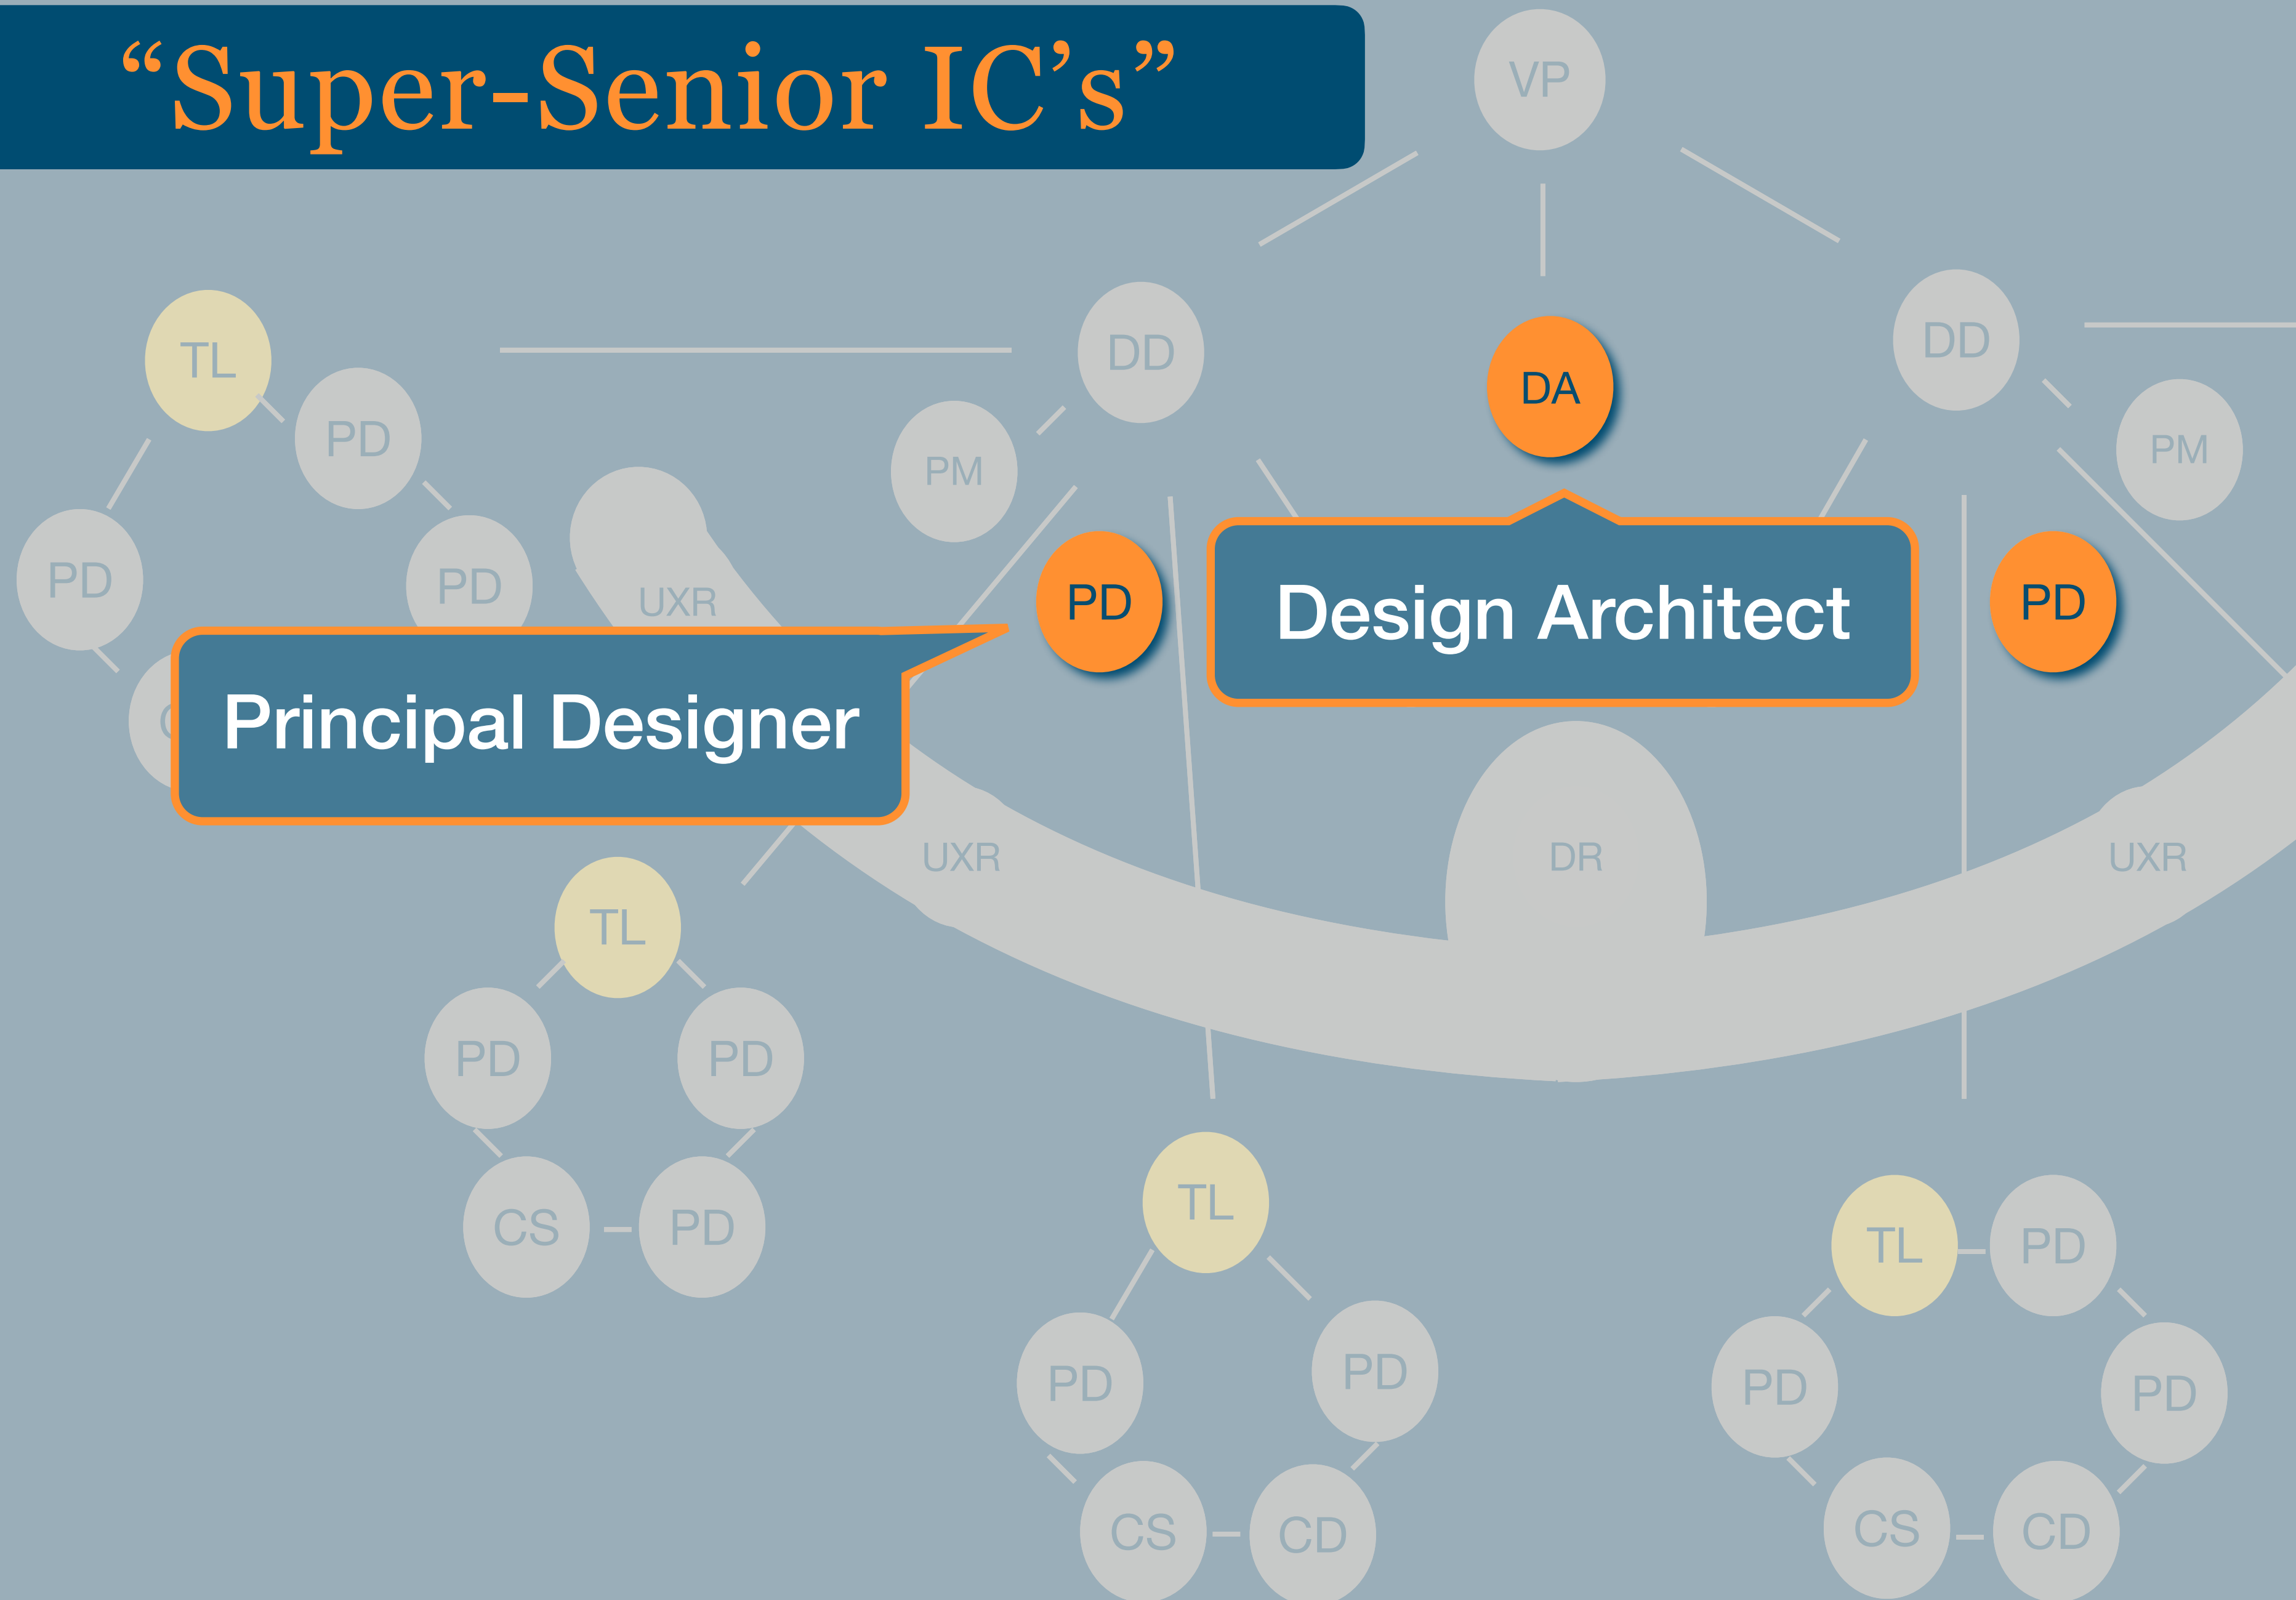 “Super-Senior IC’s”
VP
TL
DD
DA
DD
PD
PM
PM
PD
PD
UXR
PD
Design Architect
PD
Principal Designer
UXR
DR
UXR
TL
PD
PD
CS
PD
TL
TL
PD
PD
PD
PD
PD
CS
CD
CS
CD